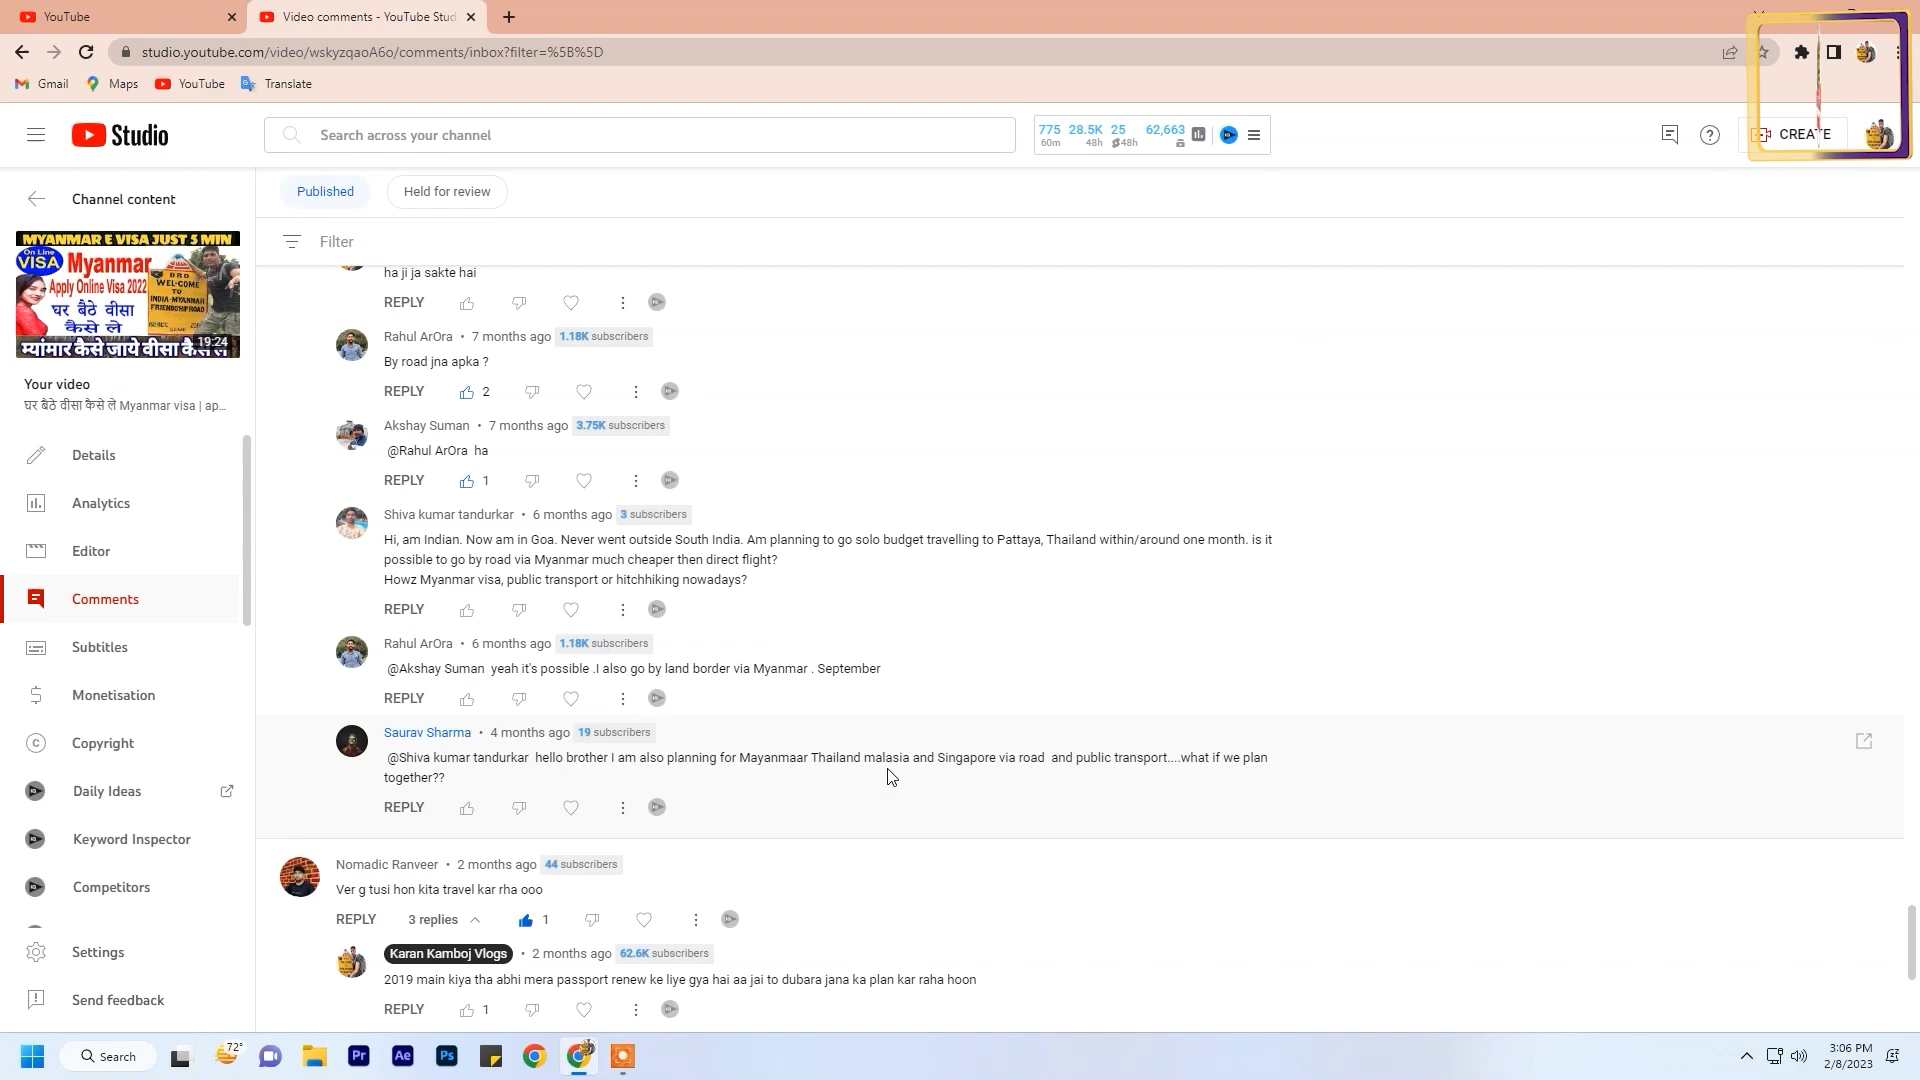 YouTube
Video comments - YouTube Stud
studio.youtube.com/video/wskyzqaoA6o/comments/inbox?filter=%5B%5D
Gmail
Maps
YouTube
Translate
Studio
Search across your channel
775 28.5K 25 62,663
60m 48h 48h
CREATE
Channel content
Published
Held for review
Filter
MYANMAR E VISA JUST 5 MIN
On Line
VISA
Myanmar
Apply Online Visa 2022
घर बैठे वीसा
कैसे ले
BRO
WEL-COME
TO
INDIA-MYANMAR
FRIENDSHIP ROAD
19:24
म्यांमार कैसे जाये वीसा कैसे ले
Your video
घर बैठे वीसा कैसे ले Myanmar visa | ap...
Details
Analytics
Editor
Comments
Subtitles
Monetisation
Copyright
Daily Ideas
Keyword Inspector
Competitors
Settings
Send feedback
ha ji ja sakte hai
REPLY
Rahul ArOra • 7 months ago 1.18K subscribers
By road jna apka ?
REPLY 2
Akshay Suman • 7 months ago 3.75K subscribers
@Rahul ArOra ha
REPLY 1
Shiva kumar tandurkar • 6 months ago 3 subscribers
Hi, am Indian. Now am in Goa. Never went outside South India. Am planning to go solo budget travelling to Pattaya, Thailand within/around one month. is it
possible to go by road via Myanmar much cheaper then direct flight?
Howz Myanmar visa, public transport or hitchhiking nowadays?
REPLY
Rahul ArOra • 6 months ago 1.18K subscribers
@Akshay Suman yeah it's possible .I also go by land border via Myanmar . September
REPLY
Saurav Sharma • 4 months ago 19 subscribers
@Shiva kumar tandurkar hello brother I am also planning for Mayanmaar Thailand malasia and Singapore via road and public transport....what if we plan
together??
REPLY
Nomadic Ranveer • 2 months ago 44 subscribers
Ver g tusi hon kita travel kar rha ooo
REPLY 3 replies 1
Karan Kamboj Vlogs • 2 months ago 62.6K subscribers
2019 main kiya tha abhi mera passport renew ke liye gya hai aa jai to dubara jana ka plan kar raha hoon
REPLY 1
Search
72°
Pr
Ae
Ps
3:06 PM
2/8/2023